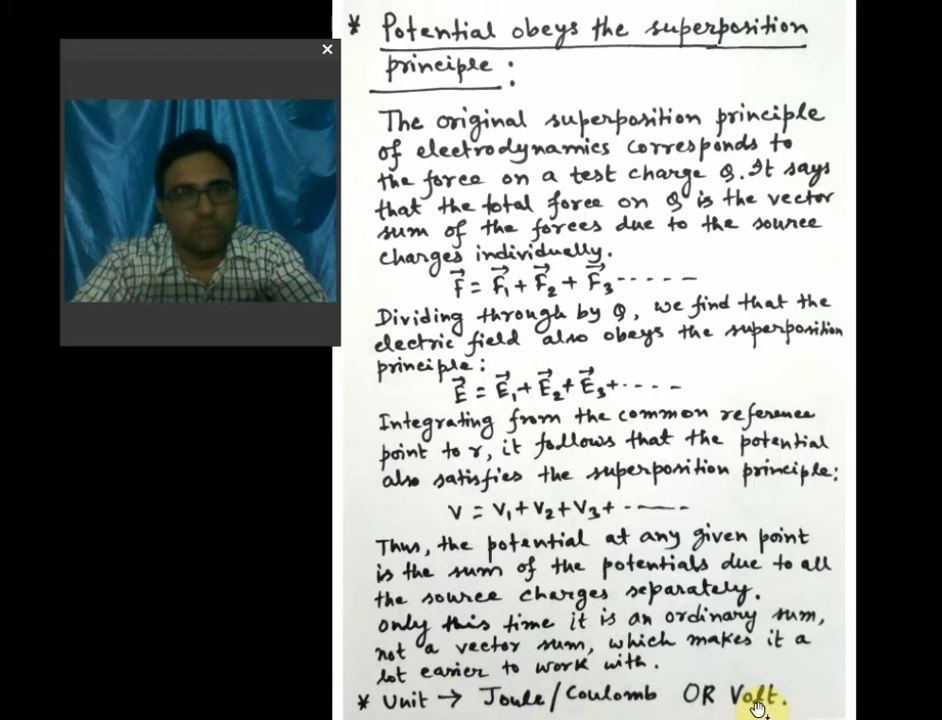 * Potential obeys the superposition
principle :
The original superposition principle
of electrodynamics corresponds to
the force on a test charge Q. It says
that the total force on Q is the vector
sum of the forces due to the source
charges individually.
F⃗ = F⃗₁ + F⃗₂ + F⃗₃ ------
Dividing through by Q, we find that the
electric field also obeys the superposition
principle:
E⃗ = E⃗₁ + E⃗₂ + E⃗₃ + ----
Integrating from the common reference
point to r, it follows that the potential
also satisfies the superposition principle:
V = V₁ + V₂ + V₃ + -----
Thus, the potential at any given point
is the sum of the potentials due to all
the source charges separately.
only this time it is an ordinary sum,
not a vector sum, which makes it a
lot easier to work with.
* Unit → Joule/Coulomb OR Volt.